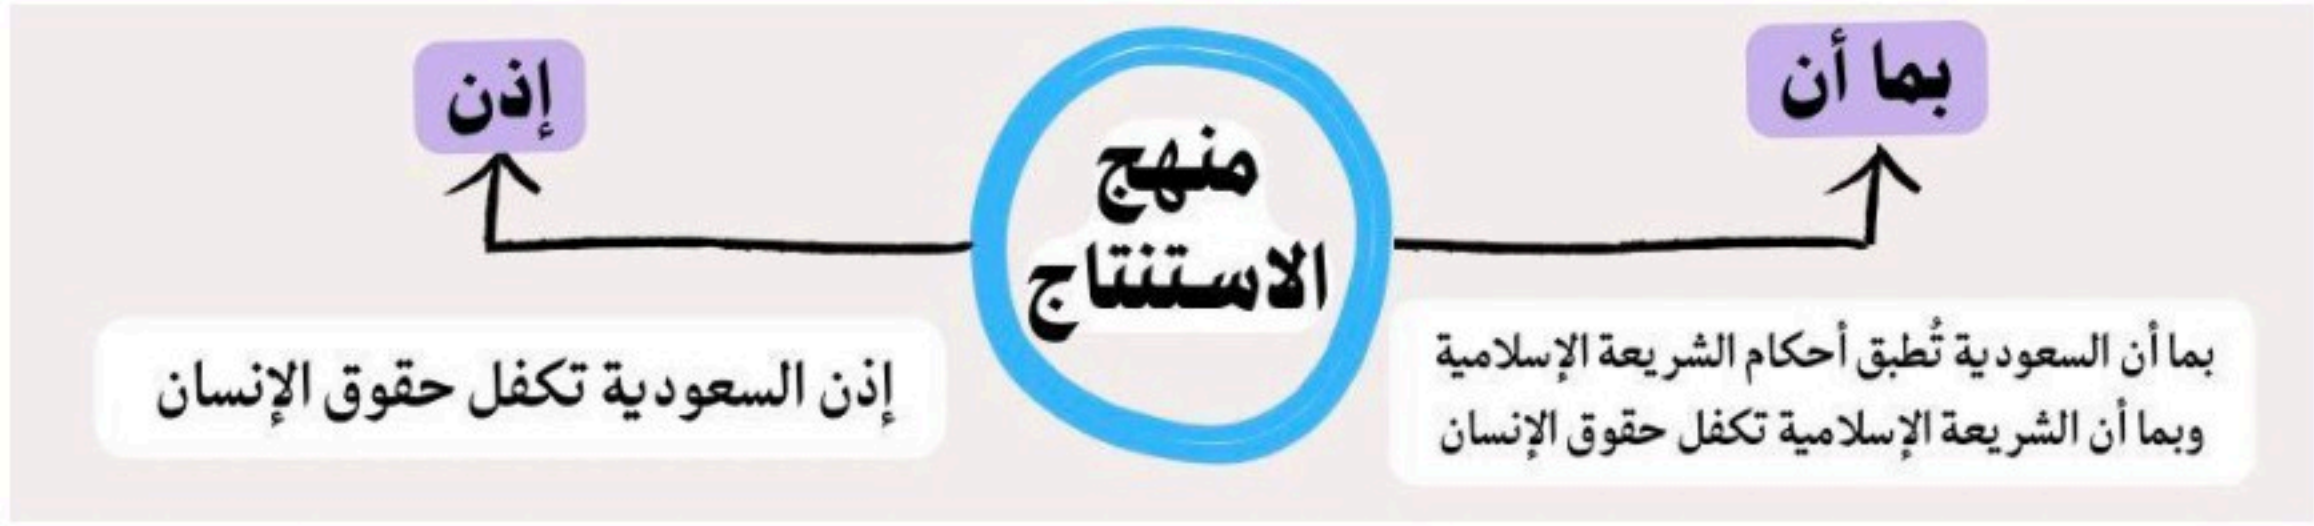 بما أن
إذن
منهج
الاستنتاج
بما أن السعودية تُطبق أحكام الشريعة الإسلامية
وبما أن الشريعة الإسلامية تكفل حقوق الإنسان
إذن السعودية تكفل حقوق الإنسان